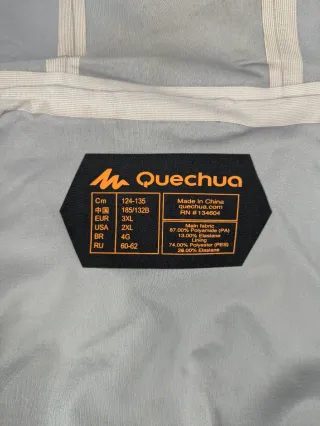 Quechua
Cm 124-135
中国 185/132B
EUR 3XL
USA 2XL
BR 4G
RU 60-62
Made in China
quechua.com
RN # 134604
Main fabric
87.00% Polyamide (PA)
13.00% Elastane
Lining
74.00% Polyester (PES)
26.00% Elastane